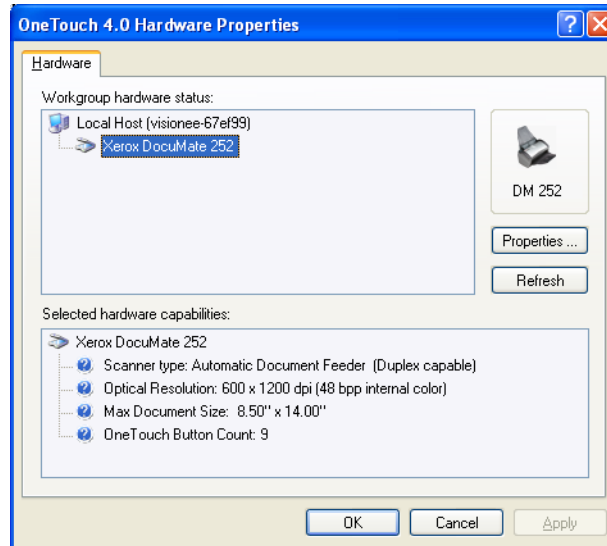 OneTouch 4.0 Hardware Properties
Hardware
Workgroup hardware status:
Local Host (visionee-67ef99)
Xerox DocuMate 252
DM 252
Properties ...
Refresh
Selected hardware capabilities:
Xerox DocuMate 252
Scanner type: Automatic Document Feeder (Duplex capable)
Optical Resolution: 600 x 1200 dpi (48 bpp internal color)
Max Document Size: 8.50'' x 14.00''
OneTouch Button Count: 9
OK
Cancel
Apply